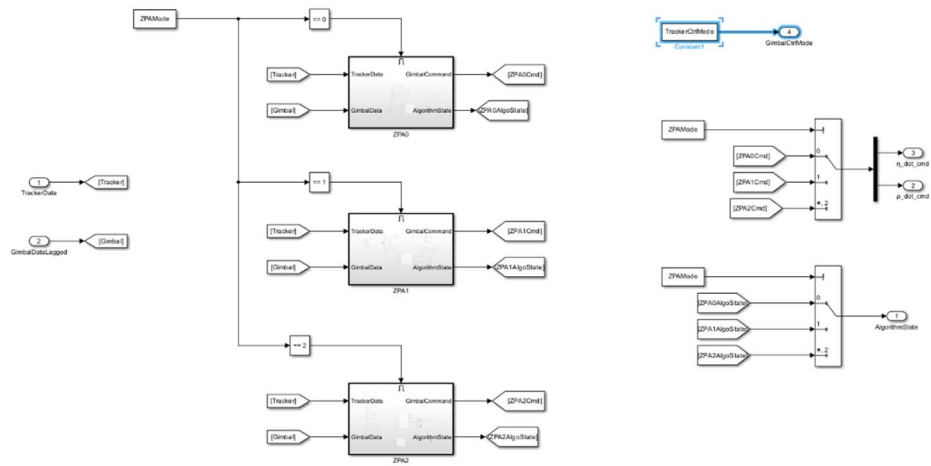 ZPAMode
== 0
[Tracker]
TrackerData
GimbalCommand
[ZPA0Cmd]
[Gimbal]
GimbalData
AlgorithmState
[ZPA0AlgoState]
ZPA0
1
TrackerData
[Tracker]
2
GimbalDataLagged
[Gimbal]
== 1
[Tracker]
TrackerData
GimbalCommand
[ZPA1Cmd]
[Gimbal]
GimbalData
AlgorithmState
[ZPA1AlgoState]
ZPA1
== 2
[Tracker]
TrackerData
GimbalCommand
[ZPA2Cmd]
[Gimbal]
GimbalData
AlgorithmState
[ZPA2AlgoState]
ZPA2
TrackerCtrlMode
Constant1
4
GimbalCtrlMode
ZPAMode
[ZPA0Cmd]
0
[ZPA1Cmd]
1
[ZPA2Cmd]
*, 2
3
η_dot_cmd
2
ρ_dot_cmd
ZPAMode
[ZPA0AlgoState]
0
[ZPA1AlgoState]
1
[ZPA2AlgoState]
*, 2
1
AlgorithmState